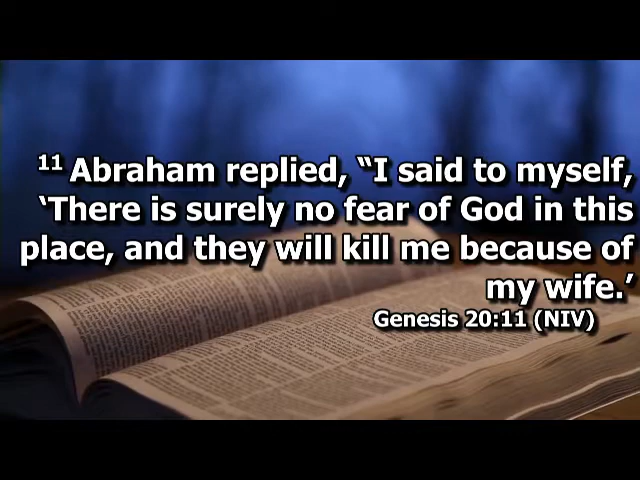 11 Abraham replied, “I said to myself,
‘There is surely no fear of God in this
place, and they will kill me because of
my wife.’
Genesis 20:11 (NIV)